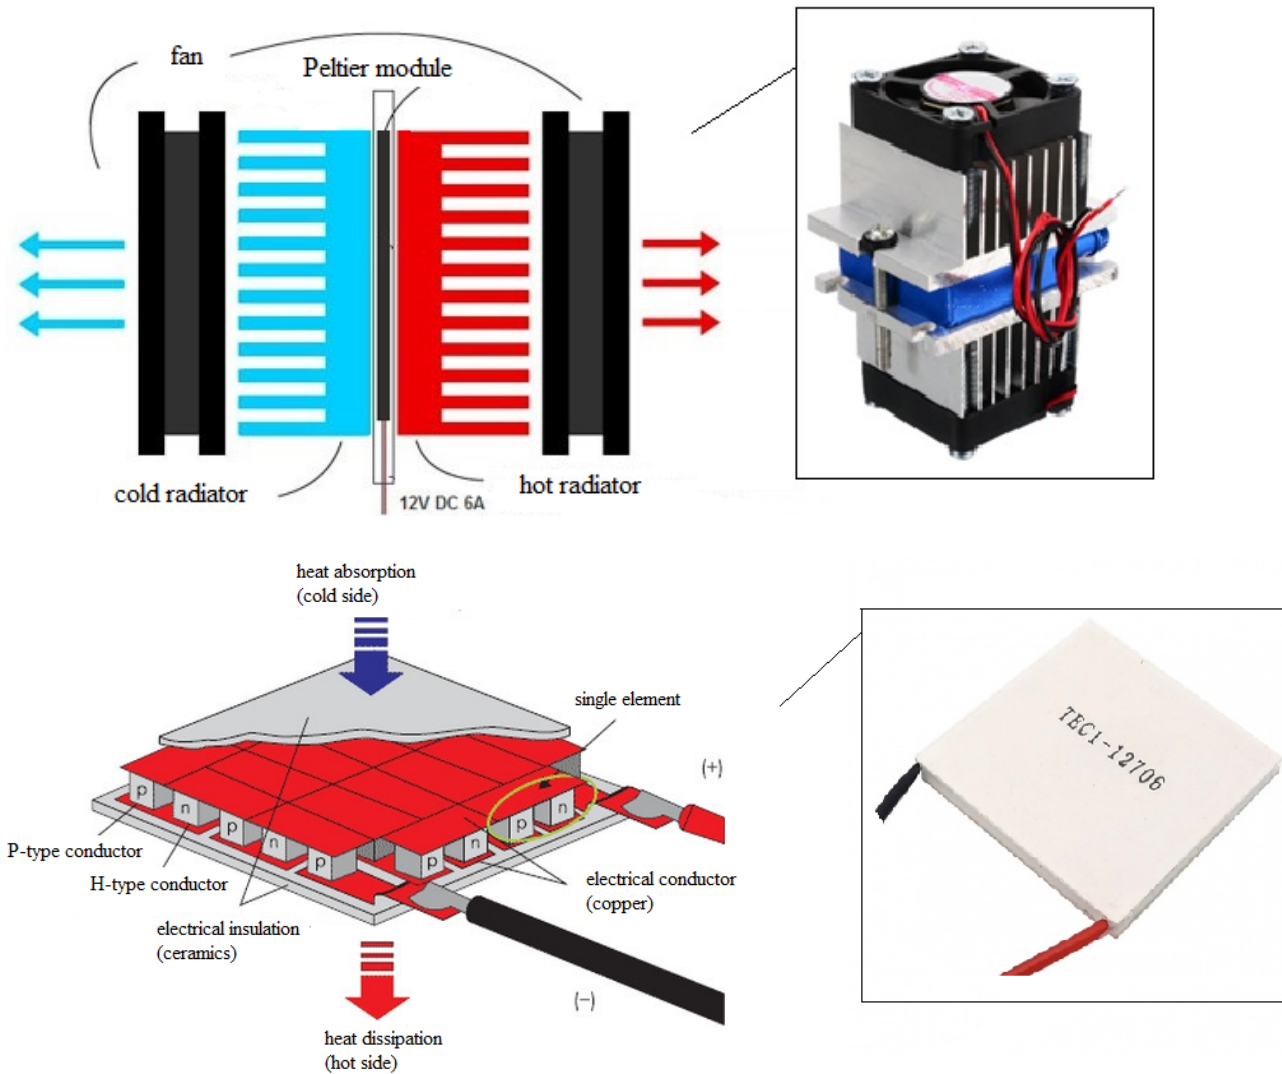 fan
Peltier module
cold radiator
hot radiator
12V DC 6A
heat absorption
(cold side)
single element
(+)
p
n
p
n
p
p
n
p
n
P-type conductor
H-type conductor
electrical insulation
(ceramics)
electrical conductor
(copper)
(−)
heat dissipation
(hot side)
TEC1-12706